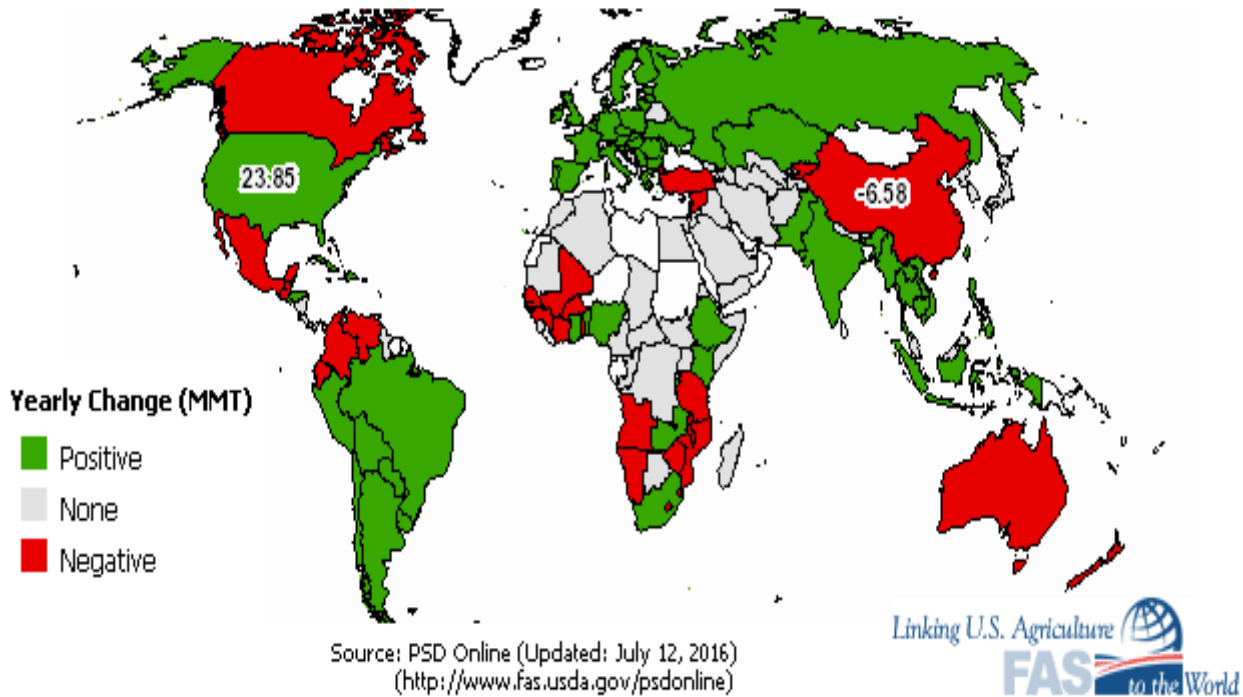 23.85
-6.58
Yearly Change (MMT)
Positive
None
Negative
Source: PSD Online (Updated: July 12, 2016)
(http://www.fas.usda.gov/psdonline)
Linking U.S. Agriculture
FAS
to the World